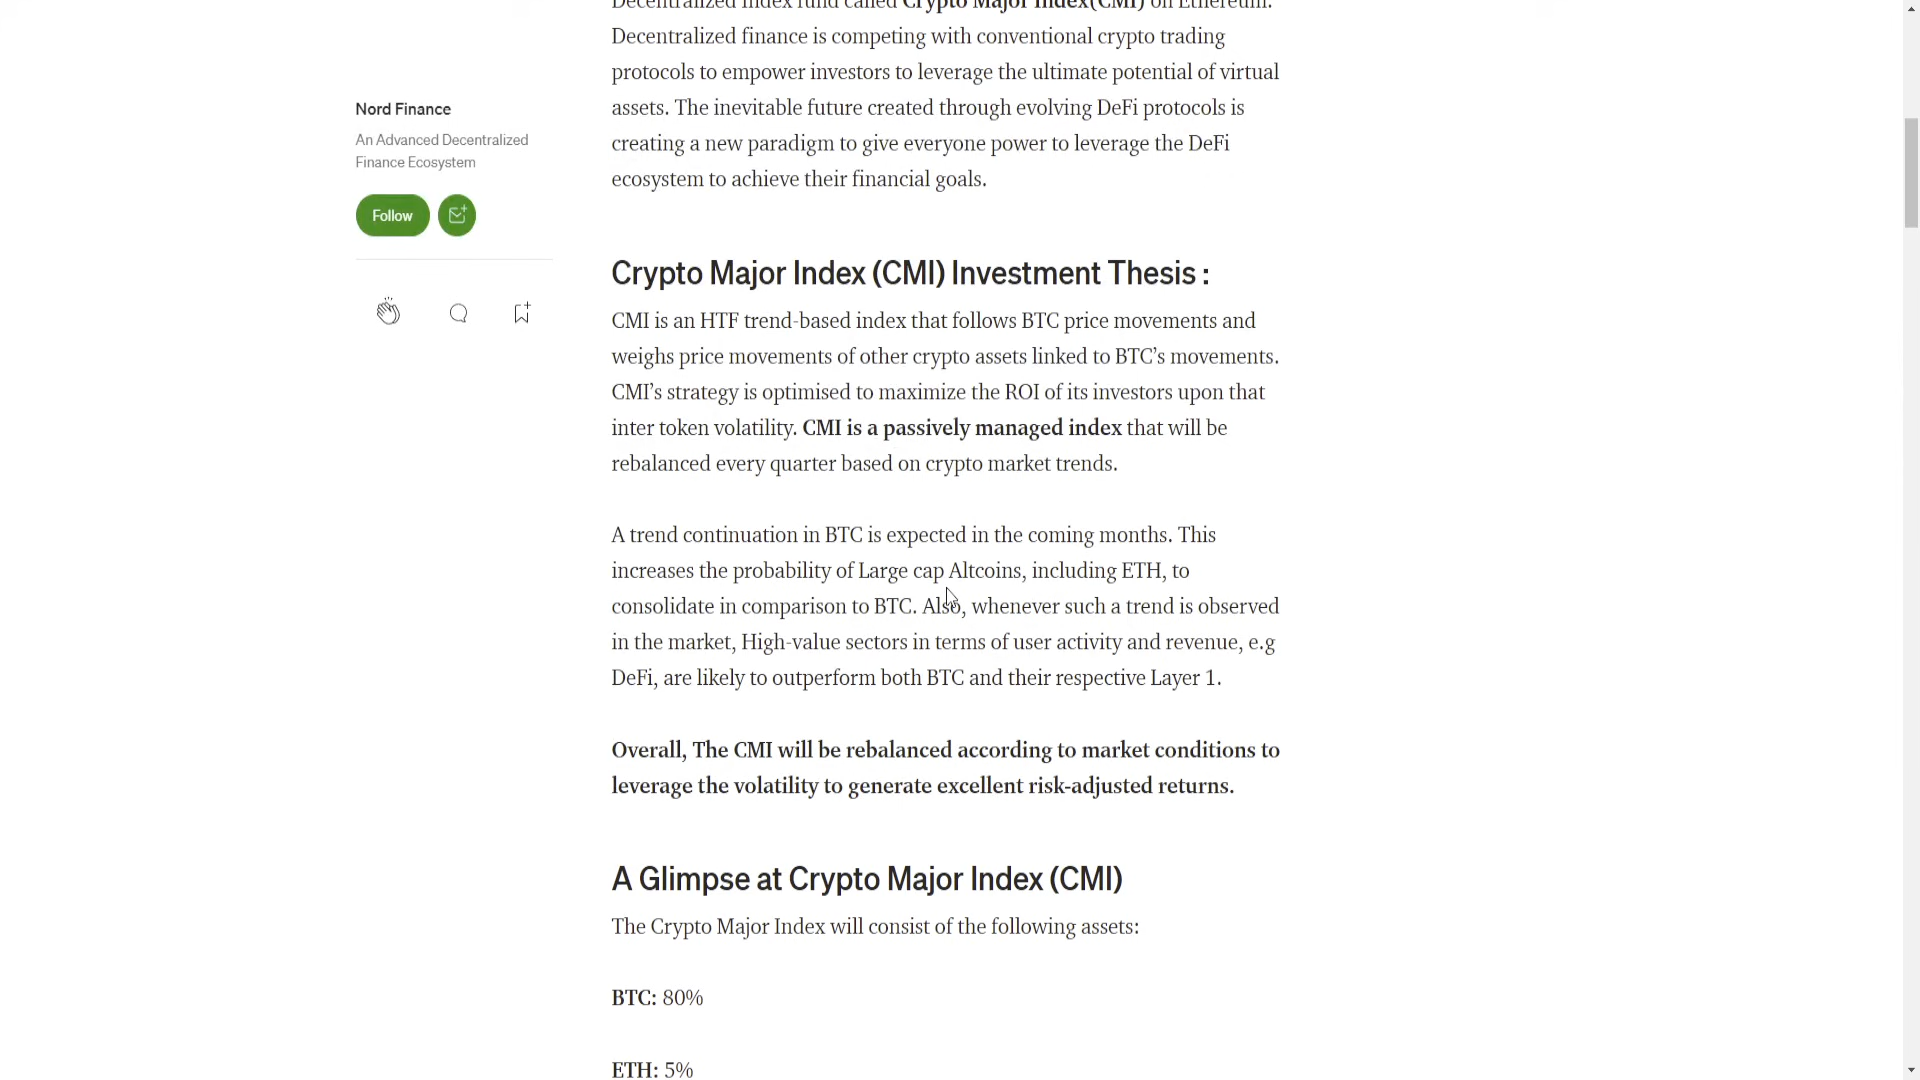 Decentralized index fund called Crypto Major Index(CMI) on Ethereum.
Decentralized finance is competing with conventional crypto trading
protocols to empower investors to leverage the ultimate potential of virtual
assets. The inevitable future created through evolving DeFi protocols is
creating a new paradigm to give everyone power to leverage the DeFi
ecosystem to achieve their financial goals.
Nord Finance
An Advanced Decentralized
Finance Ecosystem
Follow
Crypto Major Index (CMI) Investment Thesis :
CMI is an HTF trend-based index that follows BTC price movements and
weighs price movements of other crypto assets linked to BTC’s movements.
CMI’s strategy is optimised to maximize the ROI of its investors upon that
inter token volatility. CMI is a passively managed index that will be
rebalanced every quarter based on crypto market trends.
A trend continuation in BTC is expected in the coming months. This
increases the probability of Large cap Altcoins, including ETH, to
consolidate in comparison to BTC. Also, whenever such a trend is observed
in the market, High-value sectors in terms of user activity and revenue, e.g
DeFi, are likely to outperform both BTC and their respective Layer 1.
Overall, The CMI will be rebalanced according to market conditions to
leverage the volatility to generate excellent risk-adjusted returns.
A Glimpse at Crypto Major Index (CMI)
The Crypto Major Index will consist of the following assets:
BTC: 80%
ETH: 5%